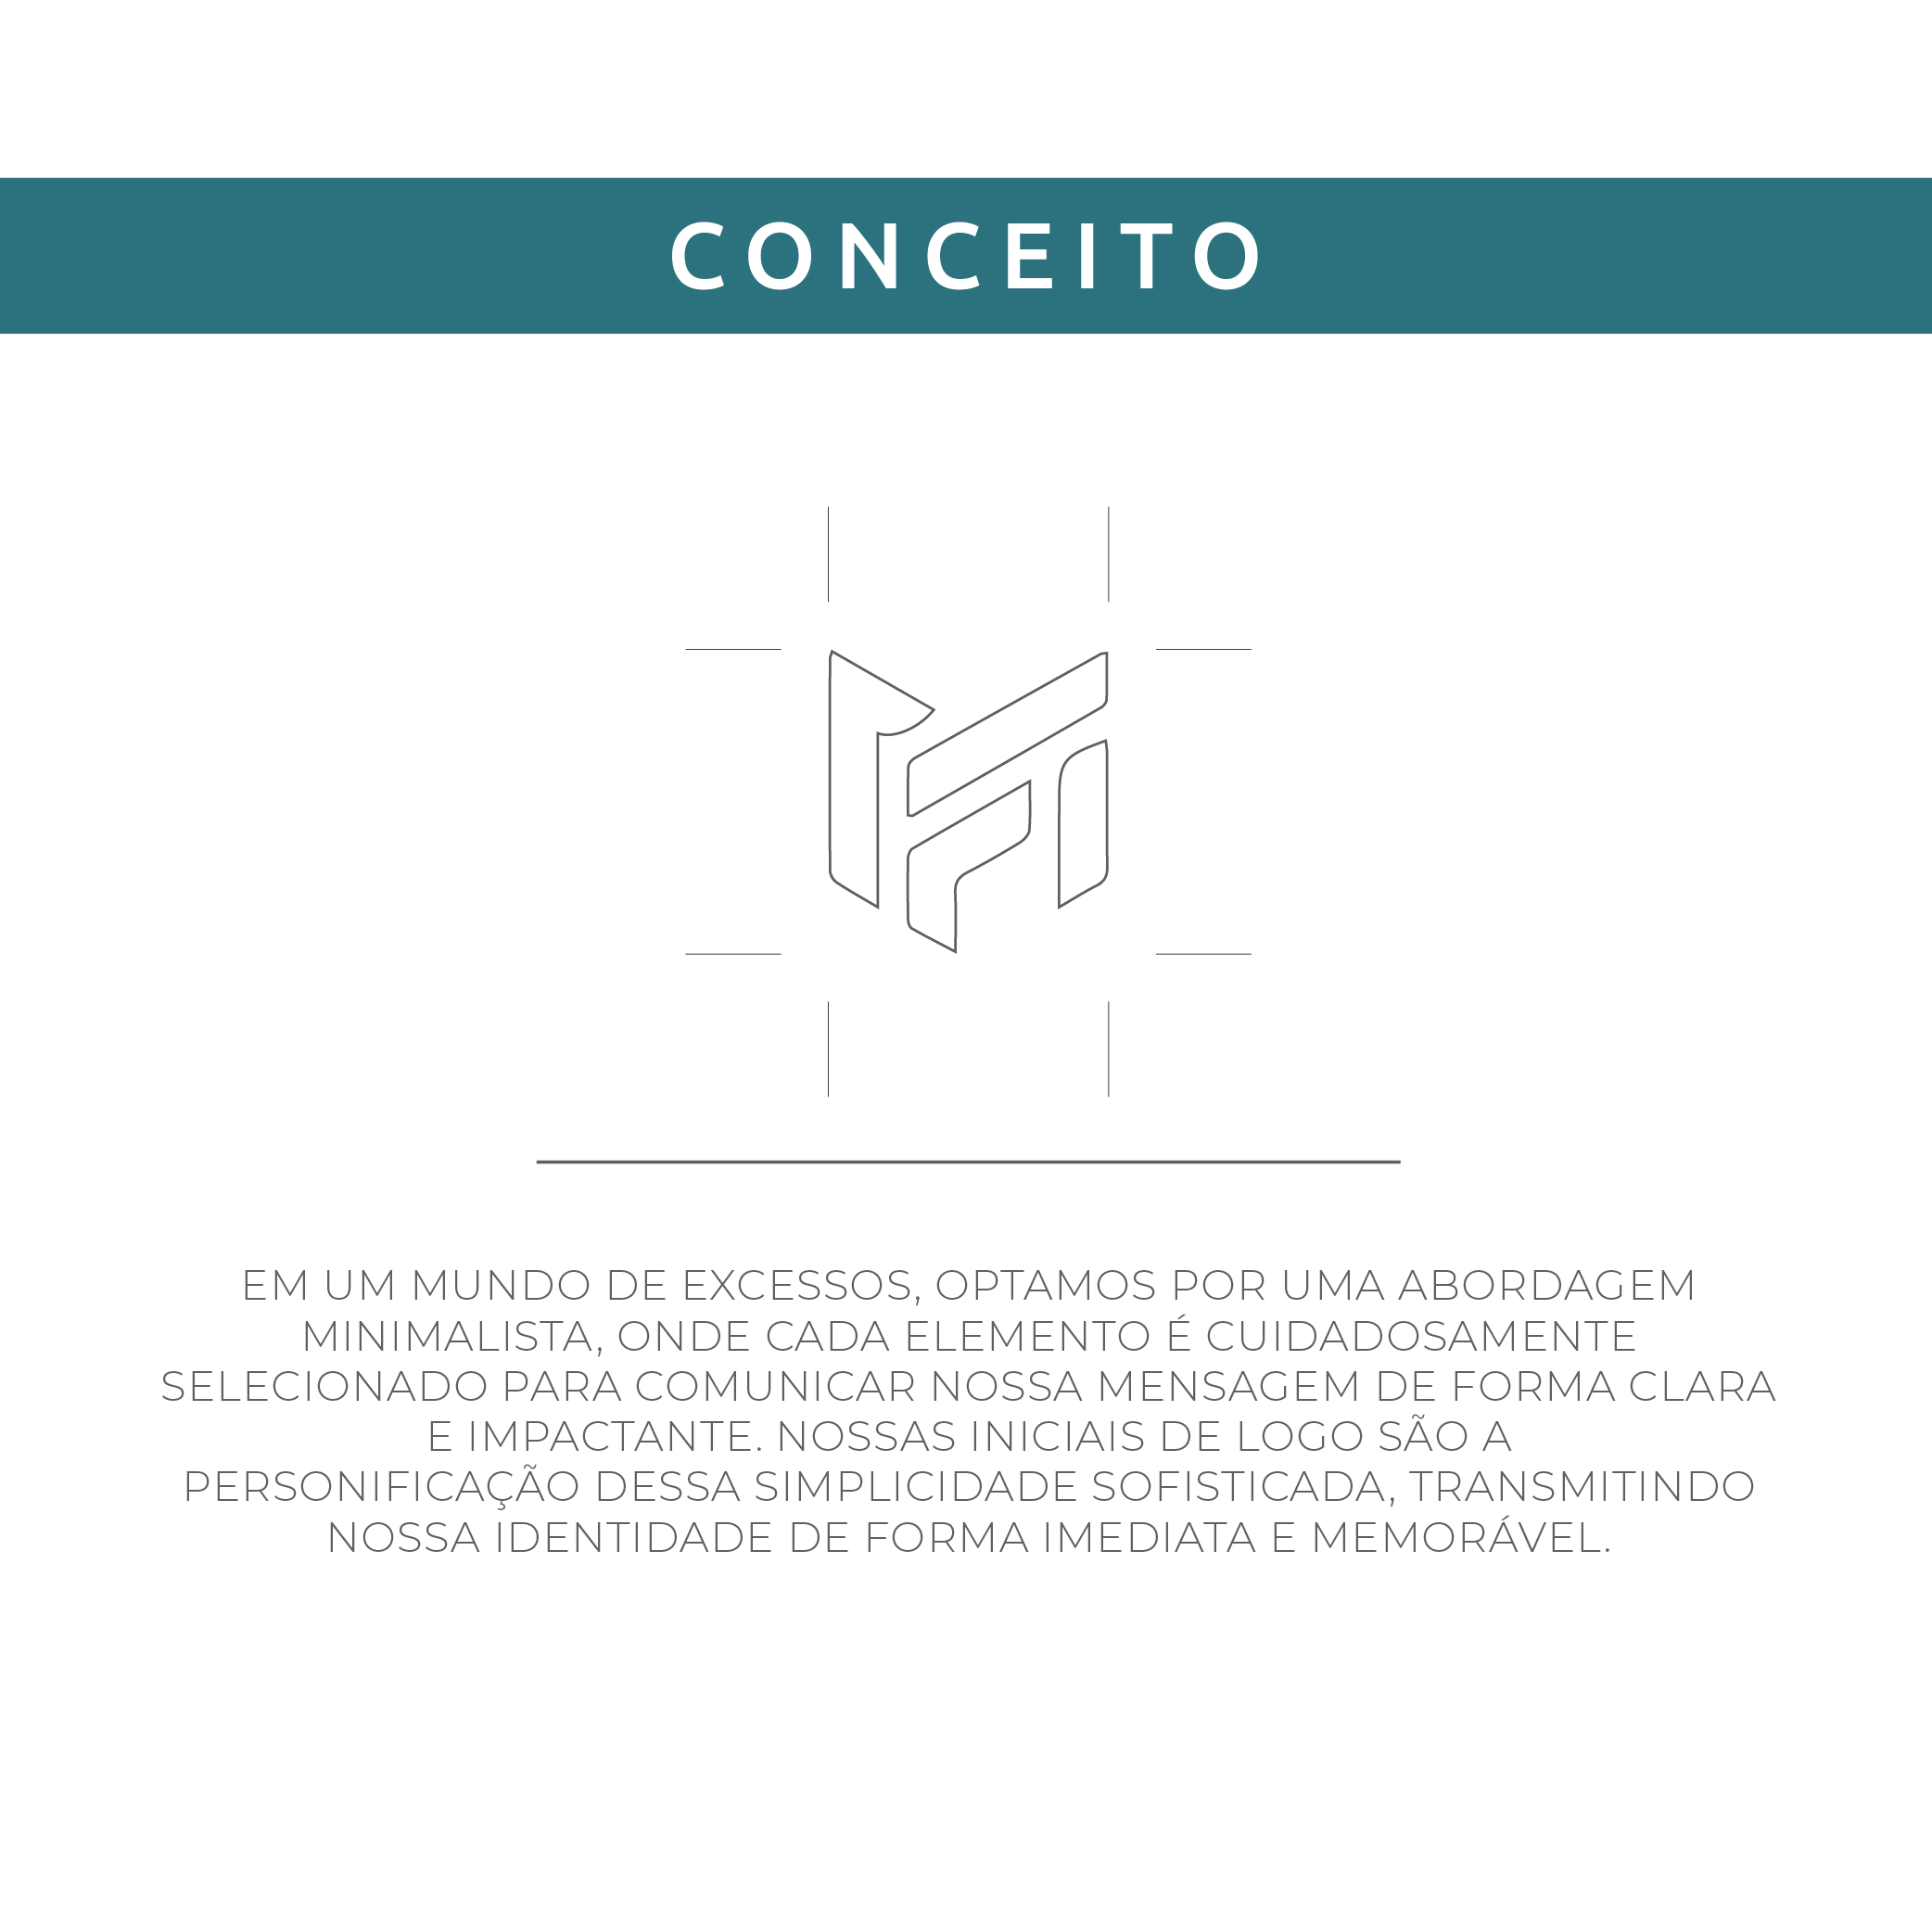 CONCEITO
EM UM MUNDO DE EXCESSOS, OPTAMOS POR UMA ABORDAGEM
MINIMALISTA, ONDE CADA ELEMENTO É CUIDADOSAMENTE
SELECIONADO PARA COMUNICAR NOSSA MENSAGEM DE FORMA CLARA
E IMPACTANTE. NOSSAS INICIAIS DE LOGO SÃO A
PERSONIFICAÇÃO DESSA SIMPLICIDADE SOFISTICADA, TRANSMITINDO
NOSSA IDENTIDADE DE FORMA IMEDIATA E MEMORÁVEL.